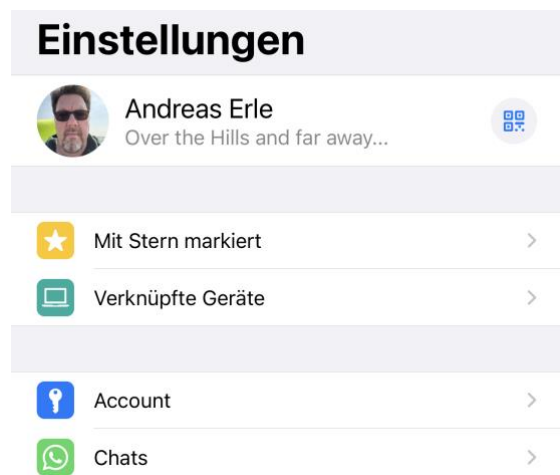 Einstellungen
Andreas Erle
Over the Hills and far away...
Mit Stern markiert
Verknüpfte Geräte
Account
Chats